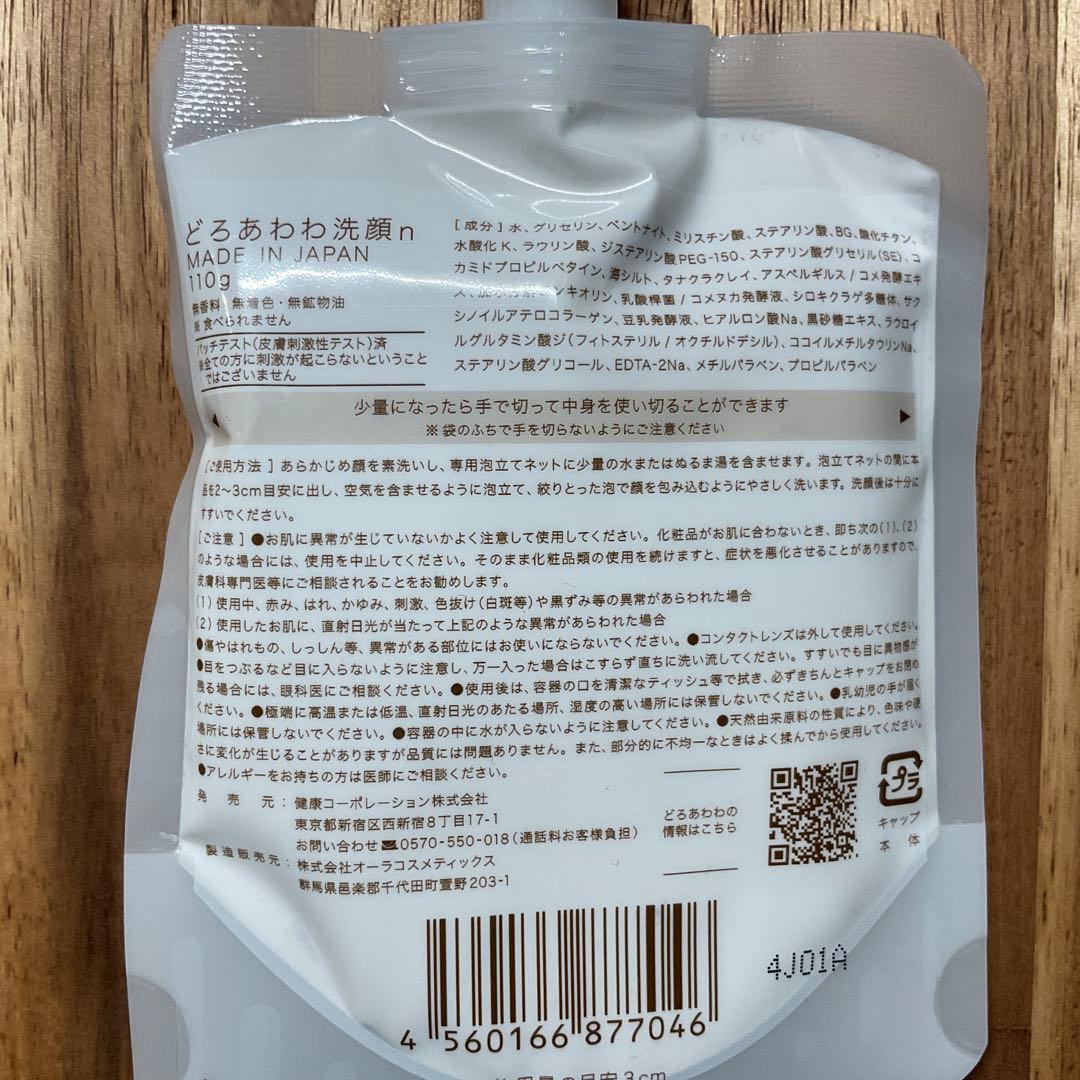 どろあわわ洗顔n
MADE IN JAPAN
110g
無香料・無着色・無鉱物油
※食べられません
パッチテスト(皮膚刺激性テスト)済
※全ての方に刺激が起こらないということ
ではございません
[成分] 水、グリセリン、ベントナイト、ミリスチン酸、ステアリン酸、BG、酸化チタン、
水酸化K、ラウリン酸、ジステアリン酸PEG-150、ステアリン酸グリセリル(SE)、コ
カミドプロピルベタイン、海シルト、タナクラクレイ、アスペルギルス/コメ発酵エキ
ス、加水分解コンキオリン、乳酸桿菌/コメヌカ発酵液、シロキクラゲ多糖体、サク
シノイルアテロコラーゲン、豆乳発酵液、ヒアルロン酸Na、黒砂糖エキス、ラウロイ
ルグルタミン酸ジ(フィトステリル/オクチルドデシル)、ココイルメチルタウリンNa、
ステアリン酸グリコール、EDTA-2Na、メチルパラベン、プロピルパラベン
少量になったら手で切って中身を使い切ることができます
※袋のふちで手を切らないようにご注意ください
[ご使用方法] あらかじめ顔を素洗いし、専用泡立てネットに少量の水またはぬるま湯を含ませます。泡立てネットの間に本
品を2~3cm目安に出し、空気を含ませるように泡立て、絞りとった泡で顔を包み込むようにやさしく洗います。洗顔後は十分に
すすいでください。
[ご注意] ●お肌に異常が生じていないかよく注意して使用してください。化粧品がお肌に合わないとき、即ち次の(1)、(2)
のような場合には、使用を中止してください。そのまま化粧品類の使用を続けますと、症状を悪化させることがありますので、
皮膚科専門医等にご相談されることをお勧めします。
(1) 使用中、赤み、はれ、かゆみ、刺激、色抜け(白斑等)や黒ずみ等の異常があらわれた場合
(2) 使用したお肌に、直射日光が当たって上記のような異常があらわれた場合
●傷やはれもの、しっしん等、異常がある部位にはお使いにならないでください。●コンタクトレンズは外して使用してください。
●目をつぶるなど目に入らないように注意し、万一入った場合はこすらず直ちに洗い流してください。すすいでも目に異物感が
残る場合には、眼科医にご相談ください。●使用後は、容器の口を清潔なティッシュ等で拭き、必ずきちんとキャップをお閉め
ください。●極端に高温または低温、直射日光のあたる場所、湿度の高い場所には保管しないでください。●乳幼児の手が届く
場所には保管しないでください。●容器の中に水が入らないように注意してください。●天然由来原料の性質により、色味や硬
さに変化が生じることがありますが品質には問題ありません。また、部分的に不均一なときはよく揉んでから使用してください。
●アレルギーをお持ちの方は医師にご相談ください。
発売元:健康コーポレーション株式会社
東京都新宿区西新宿8丁目17-1
お問い合わせ 0570-550-018(通話料お客様負担)
製造販売元:株式会社オーラコスメティックス
群馬県邑楽郡千代田町萱野203-1
どろあわわの
情報はこちら
プラ
キャップ
本体
4J01A
4 560166 877046
の目安3cm